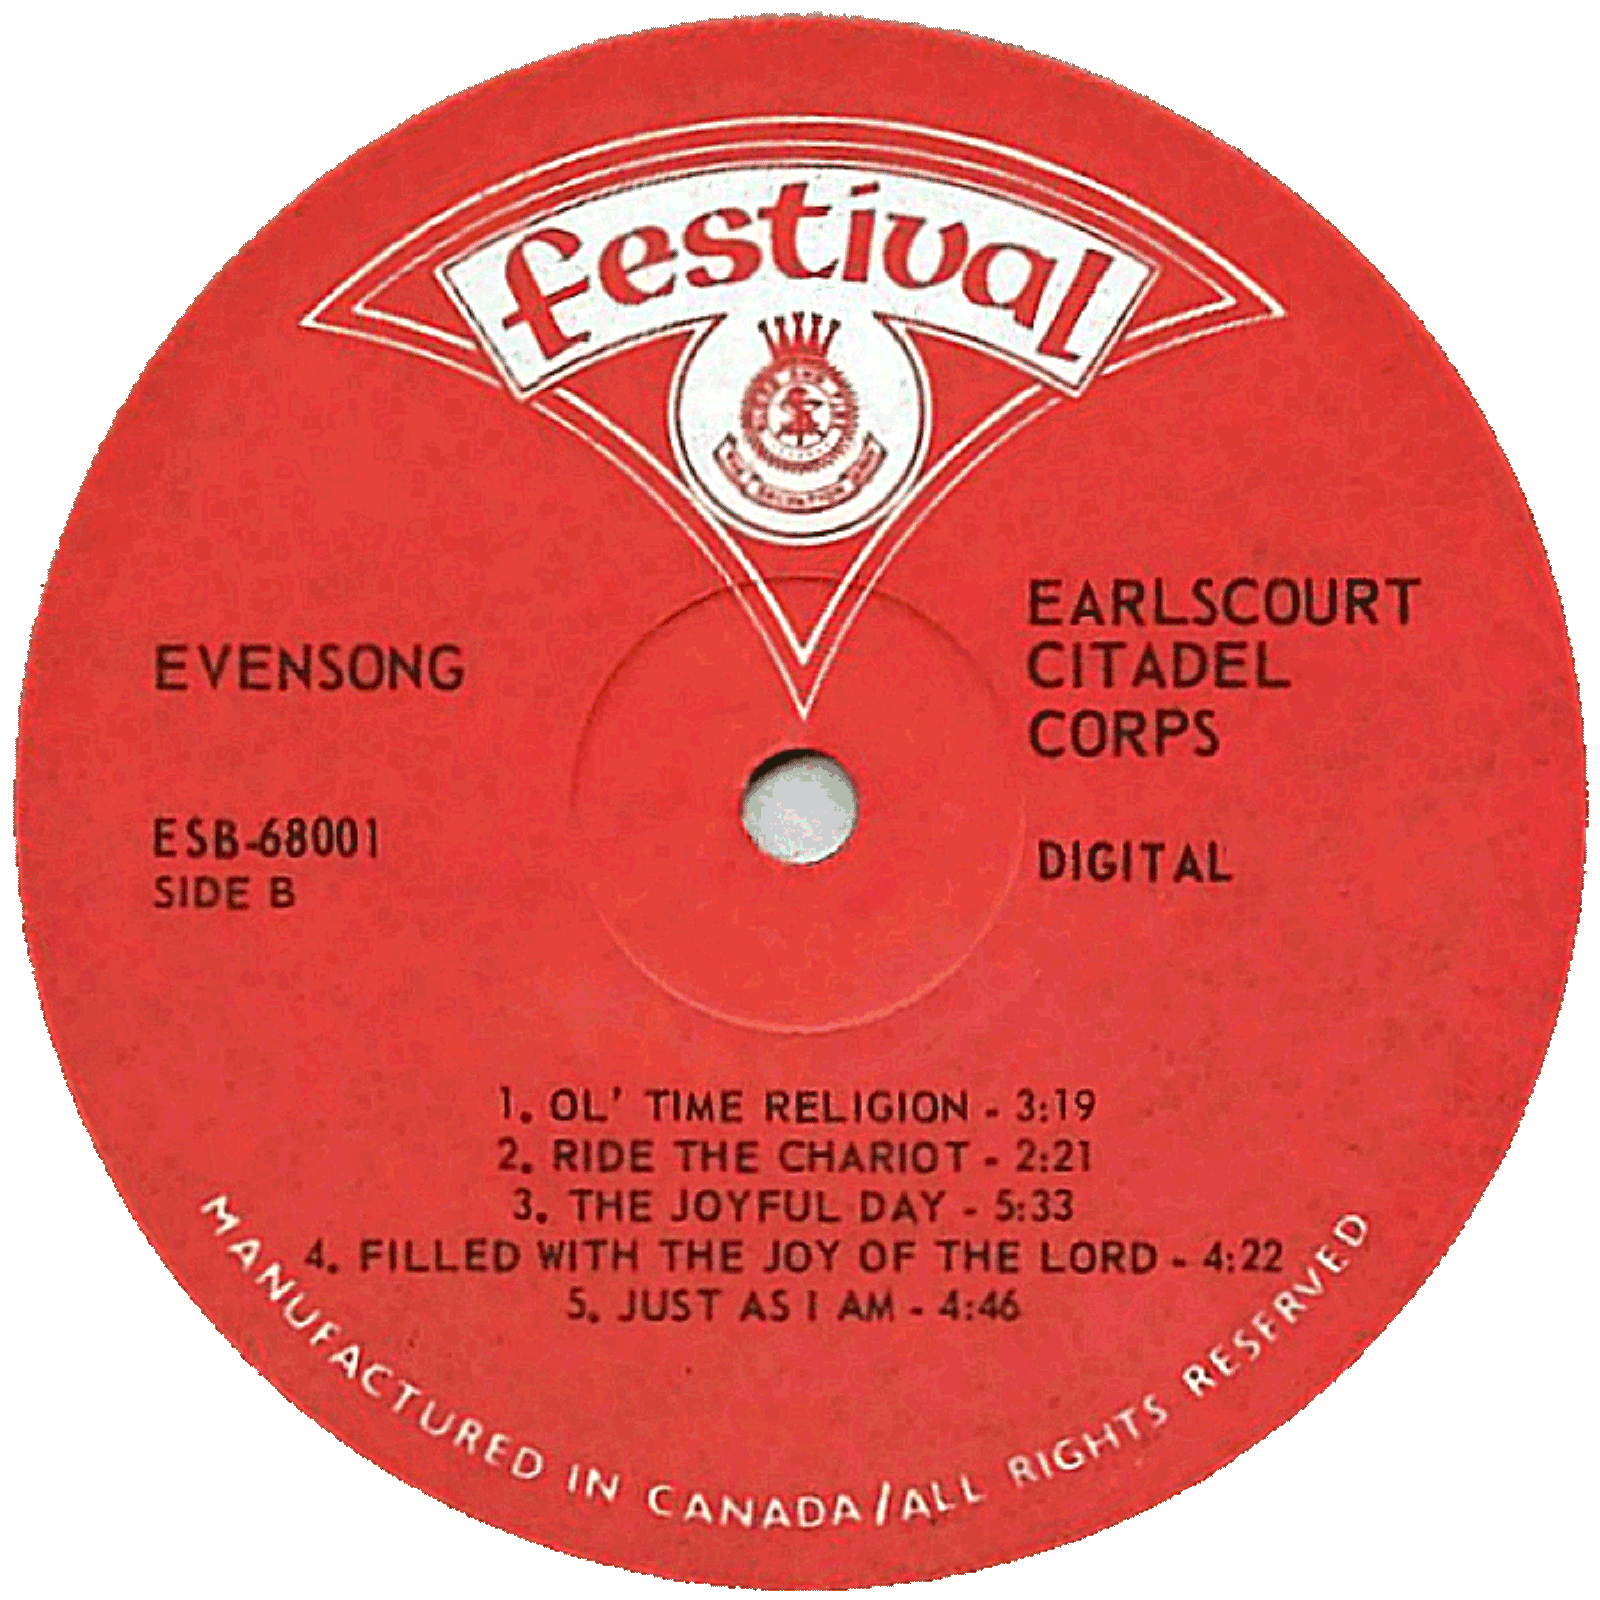 festival
EVENSONG
EARLSCOURT
CITADEL
CORPS
ESB-68001
SIDE B
DIGITAL
1. OL' TIME RELIGION - 3:19
2. RIDE THE CHARIOT - 2:21
3. THE JOYFUL DAY - 5:33
4. FILLED WITH THE JOY OF THE LORD - 4:22
5. JUST AS I AM - 4:46
MANUFACTURED IN CANADA/ALL RIGHTS RESERVED